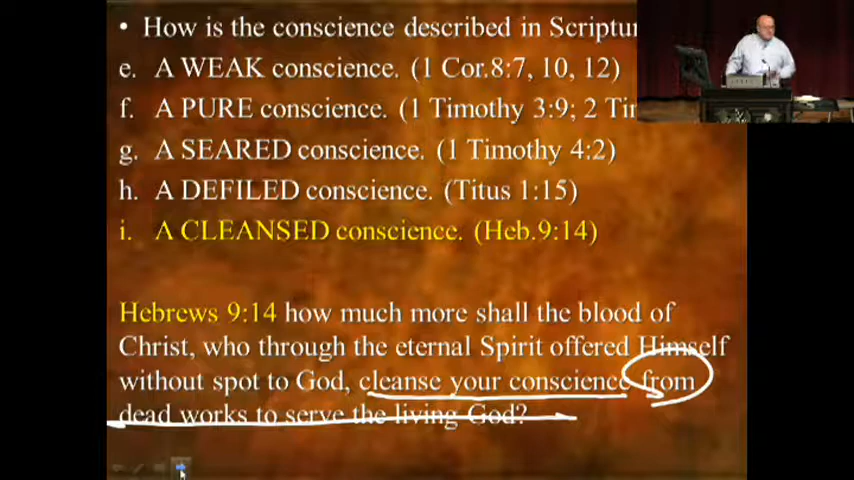 • How is the conscience described in
e. A WEAK conscience. (1 Cor.8:7, 10, 12)
f. A PURE conscience. (1 Timothy 3:9; 2
g. A SEARED conscience. (1 Timothy 4:2)
h. A DEFILED conscience. (Titus 1:15)
i. A CLEANSED conscience. (Heb.9:14)
Hebrews 9:14 how much more shall the blood of
Christ, who through the eternal Spirit offered Himself
without spot to God, cleanse your conscience from
dead works to serve the living God?